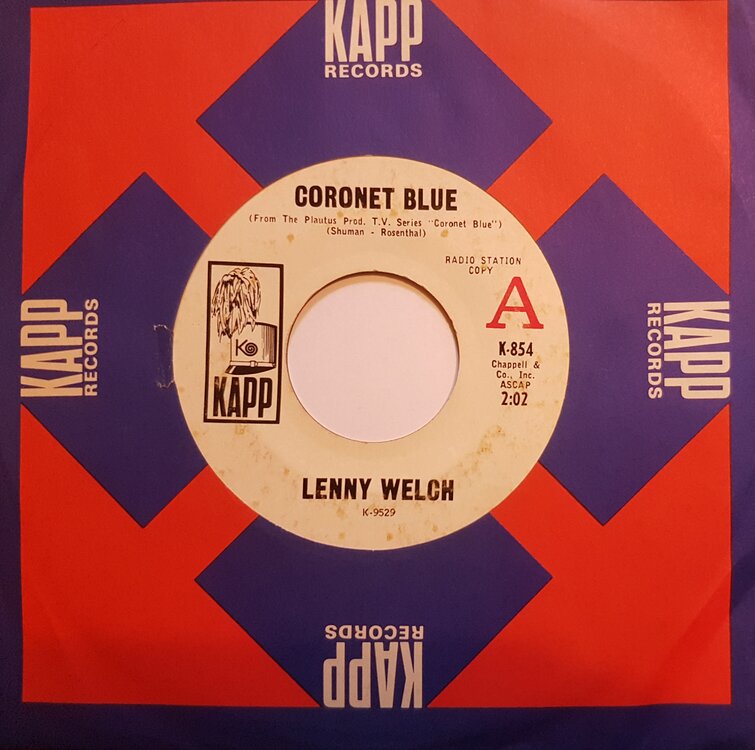 KAPP
RECORDS
CORONET BLUE
(From The Plautus Prod. T.V. Series "Coronet Blue")
(Shuman - Rosenthal)
RADIO STATION
COPY
A
K-854
Chappell &
Co., Inc.
ASCAP
2:02
K
KAPP
KAPP
RECORDS
KAPP
RECORDS
LENNY WELCH
K-9529
KAPP
RECORDS